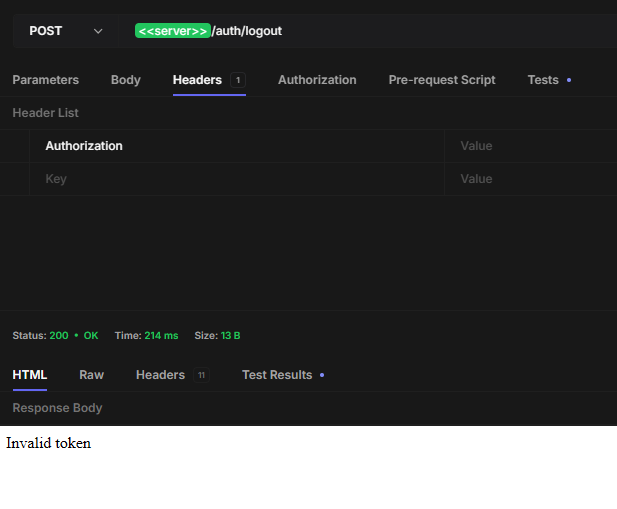 POST <<server>>/auth/logout
Parameters Body Headers 1 Authorization Pre-request Script Tests
Header List
Authorization Value
Key Value
Status: 200 • OK Time: 214 ms Size: 13 B
HTML Raw Headers 11 Test Results
Response Body
Invalid token